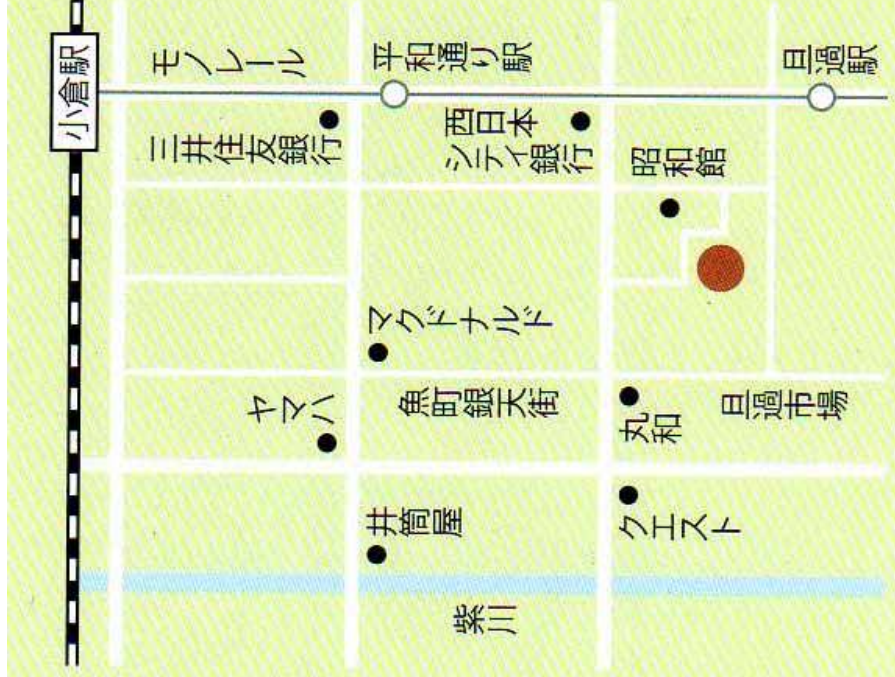 小倉駅
モノレール
平和通り駅
旦過駅
三井住友銀行
西日本
シティ銀行
昭和館
マグドナルド
ヤマハ
魚町銀天街
丸和
旦過市場
井筒屋
クエスト
紫川